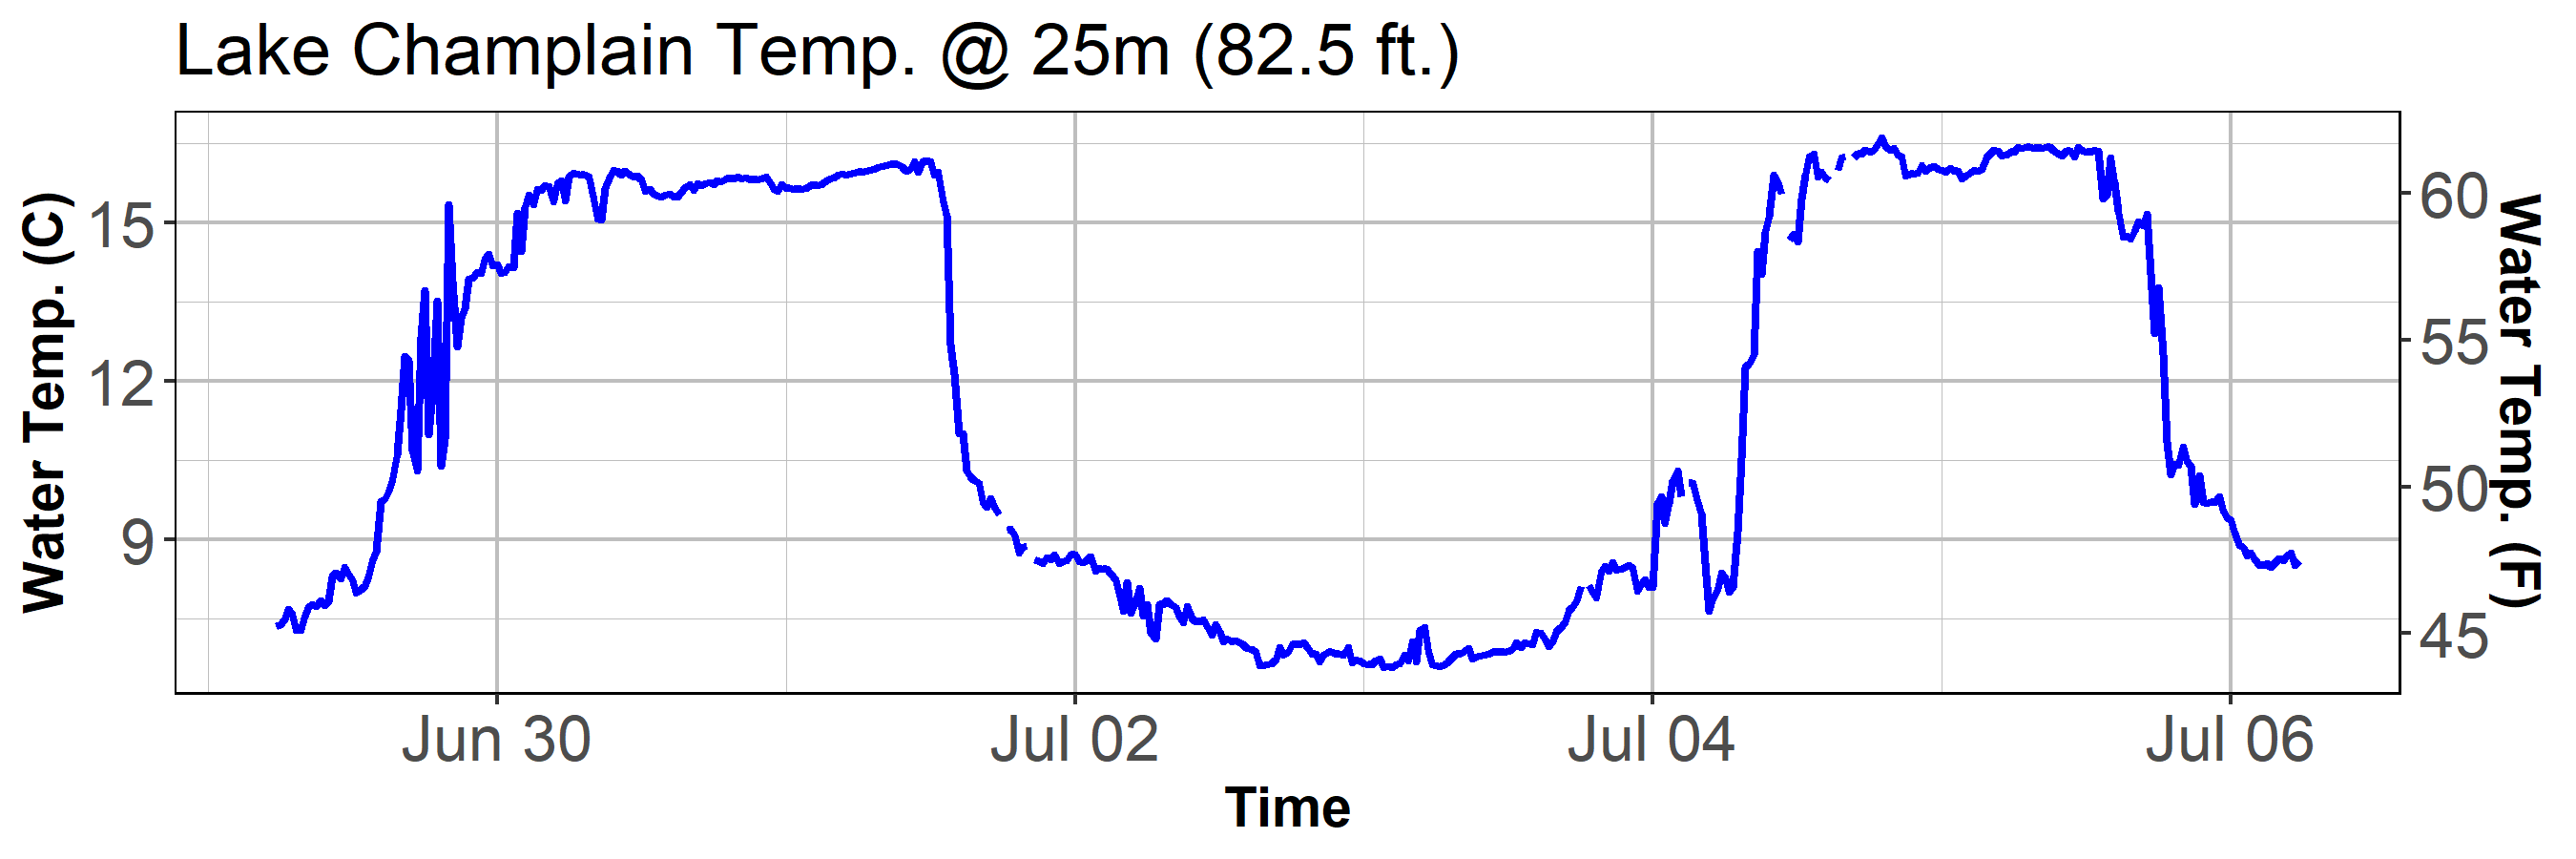 Lake Champlain Temp. @ 25m (82.5 ft.)
Water Temp. (C)
15
12
9
60
55
50
45
Water Temp. (F)
Jun 30
Jul 02
Jul 04
Jul 06
Time